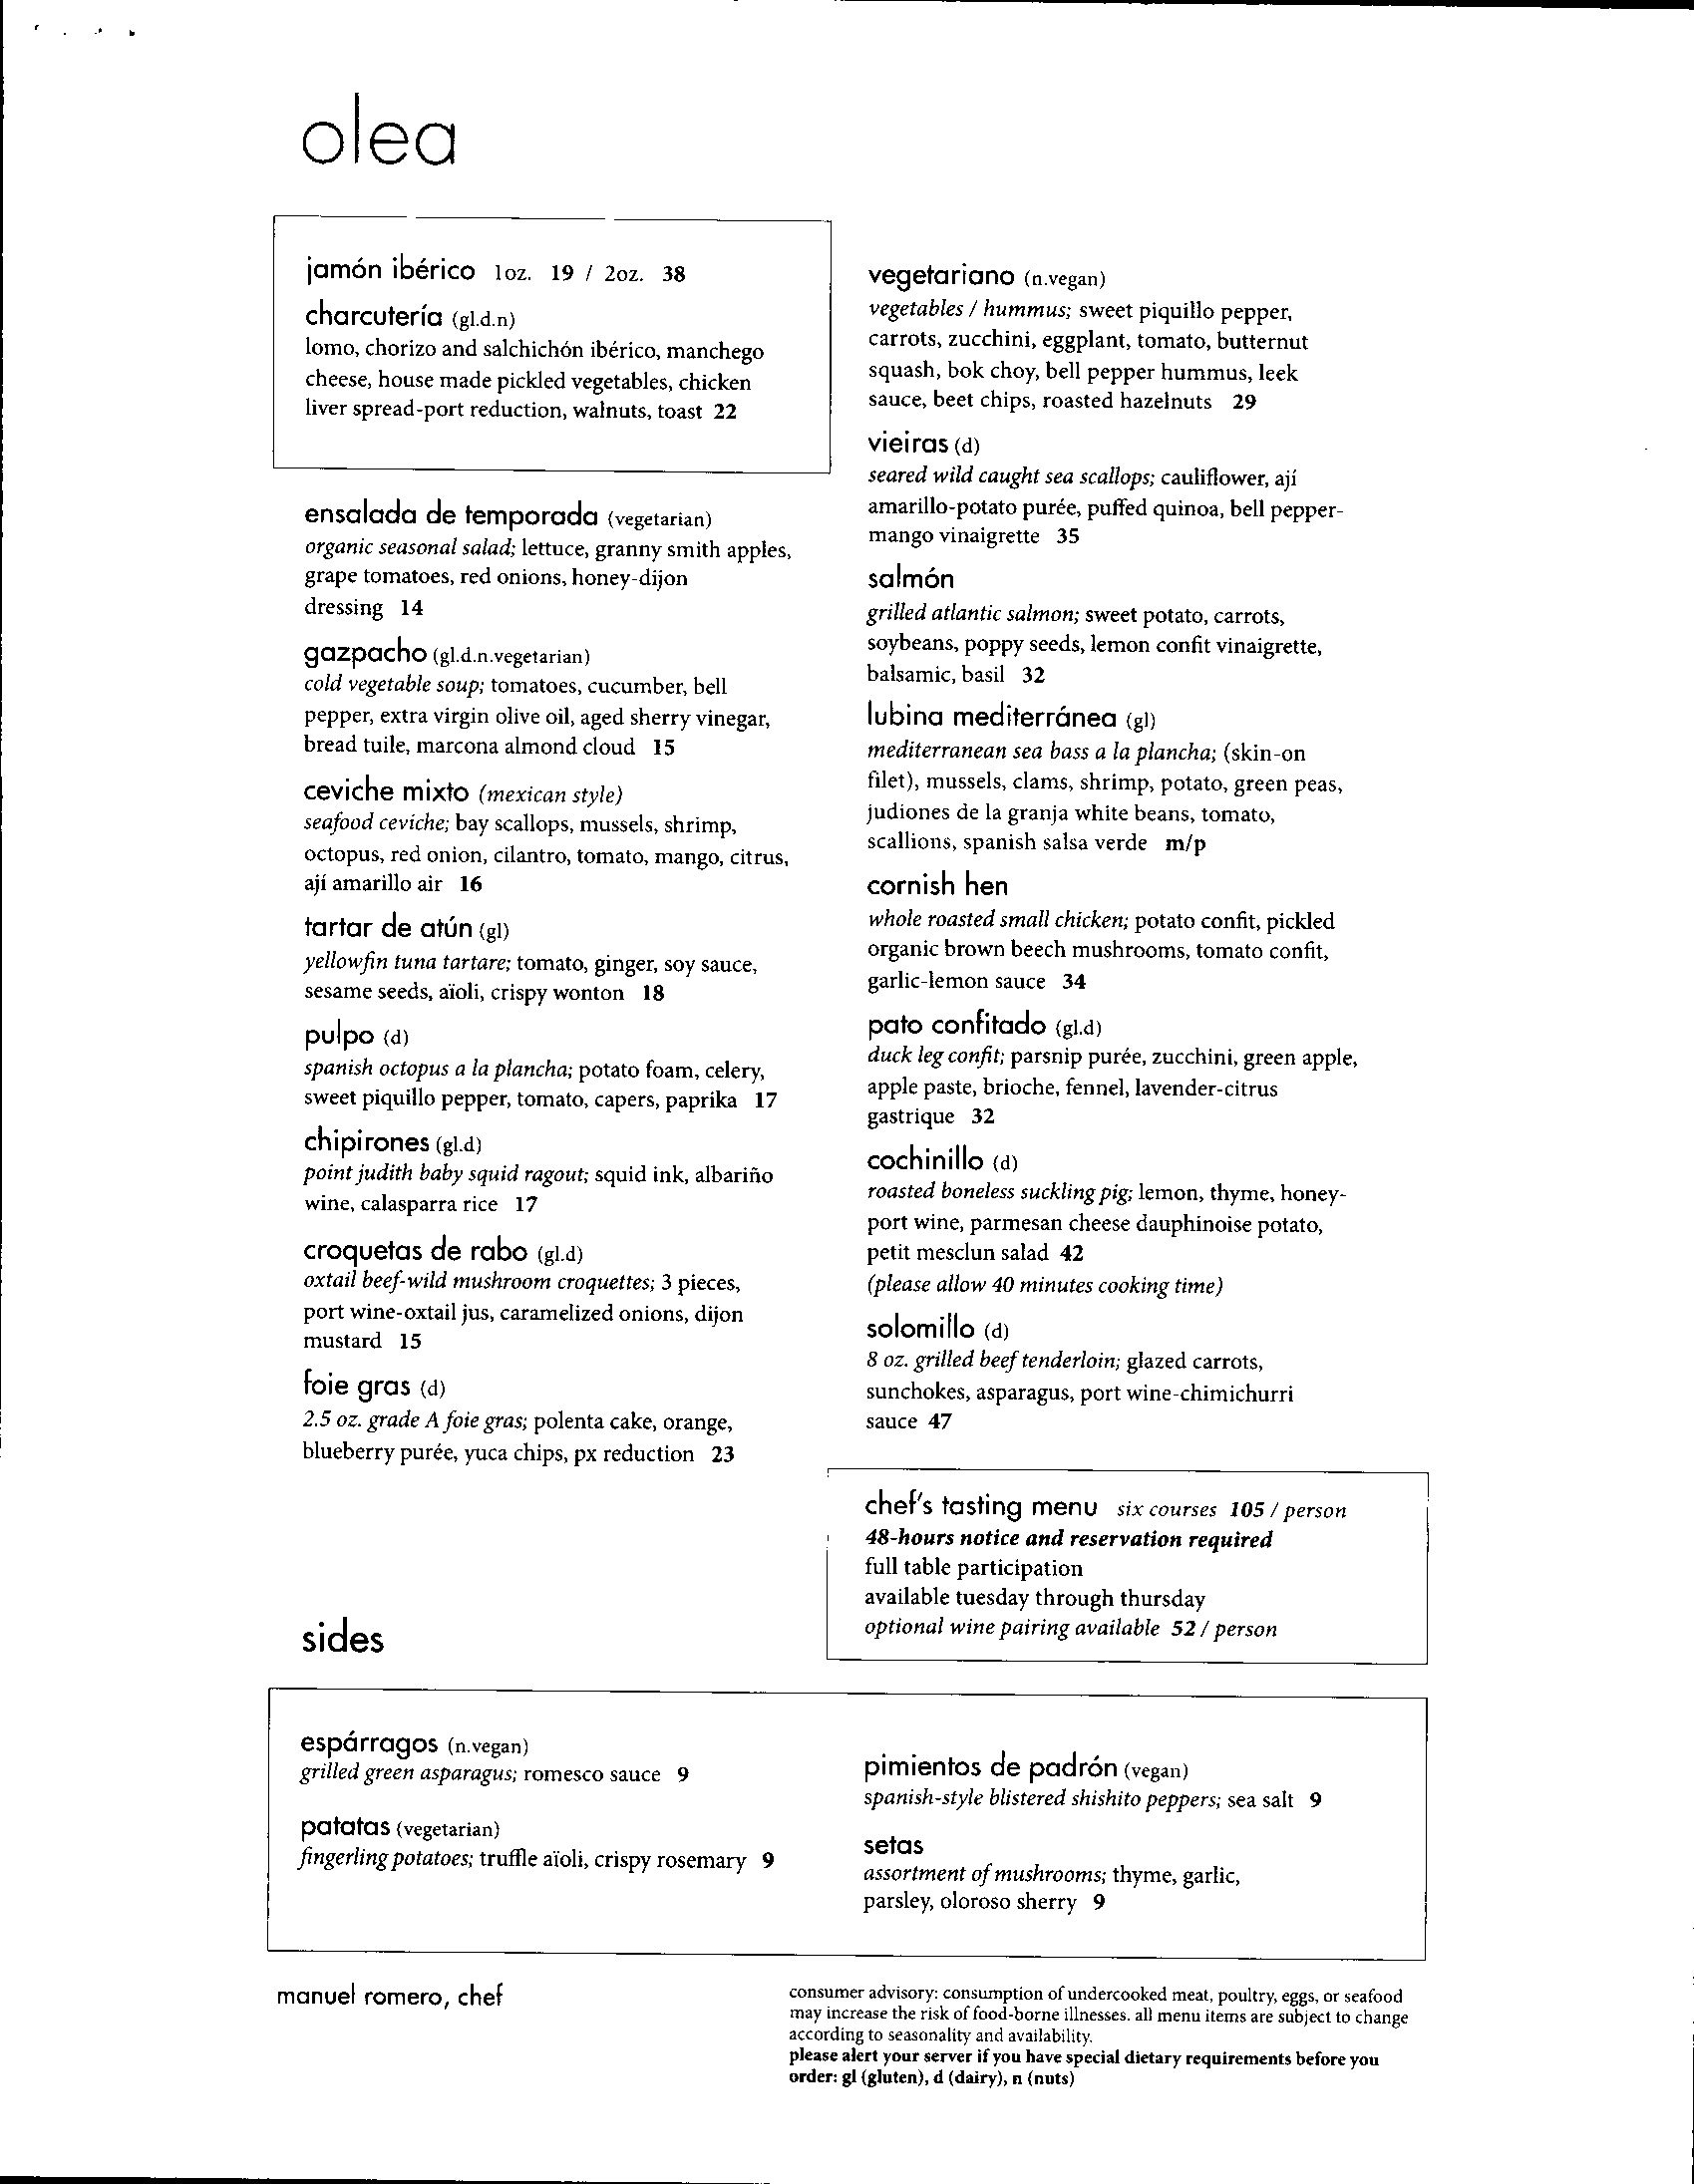 olea
jamón ibérico 1oz. 19 / 2oz. 38
charcutería (gl.d.n)
lomo, chorizo and salchichón ibérico, manchego
cheese, house made pickled vegetables, chicken
liver spread-port reduction, walnuts, toast 22
ensalada de temporada (vegetarian)
organic seasonal salad; lettuce, granny smith apples,
grape tomatoes, red onions, honey-dijon
dressing 14
gazpacho (gl.d.n.vegetarian)
cold vegetable soup; tomatoes, cucumber, bell
pepper, extra virgin olive oil, aged sherry vinegar,
bread tuile, marcona almond cloud 15
ceviche mixto (mexican style)
seafood ceviche; bay scallops, mussels, shrimp,
octopus, red onion, cilantro, tomato, mango, citrus,
ají amarillo air 16
tartar de atún (gl)
yellowfin tuna tartare; tomato, ginger, soy sauce,
sesame seeds, aïoli, crispy wonton 18
pulpo (d)
spanish octopus a la plancha; potato foam, celery,
sweet piquillo pepper, tomato, capers, paprika 17
chipirones (gl.d)
point judith baby squid ragout; squid ink, albariño
wine, calasparra rice 17
croquetas de rabo (gl.d)
oxtail beef-wild mushroom croquettes; 3 pieces,
port wine-oxtail jus, caramelized onions, dijon
mustard 15
foie gras (d)
2.5 oz. grade A foie gras; polenta cake, orange,
blueberry purée, yuca chips, px reduction 23
vegetariano (n.vegan)
vegetables / hummus; sweet piquillo pepper,
carrots, zucchini, eggplant, tomato, butternut
squash, bok choy, bell pepper hummus, leek
sauce, beet chips, roasted hazelnuts 29
vieiras (d)
seared wild caught sea scallops; cauliflower, ají
amarillo-potato purée, puffed quinoa, bell pepper-
mango vinaigrette 35
salmón
grilled atlantic salmon; sweet potato, carrots,
soybeans, poppy seeds, lemon confit vinaigrette,
balsamic, basil 32
lubina mediterránea (gl)
mediterranean sea bass a la plancha; (skin-on
filet), mussels, clams, shrimp, potato, green peas,
judiones de la granja white beans, tomato,
scallions, spanish salsa verde m/p
cornish hen
whole roasted small chicken; potato confit, pickled
organic brown beech mushrooms, tomato confit,
garlic-lemon sauce 34
pato confitado (gl.d)
duck leg confit; parsnip purée, zucchini, green apple,
apple paste, brioche, fennel, lavender-citrus
gastrique 32
cochinillo (d)
roasted boneless suckling pig; lemon, thyme, honey-
port wine, parmesan cheese dauphinoise potato,
petit mesclun salad 42
(please allow 40 minutes cooking time)
solomillo (d)
8 oz. grilled beef tenderloin; glazed carrots,
sunchokes, asparagus, port wine-chimichurri
sauce 47
chef's tasting menu six courses 105 / person
48-hours notice and reservation required
full table participation
available tuesday through thursday
optional wine pairing available 52 / person
sides
espárragos (n.vegan)
grilled green asparagus; romesco sauce 9
patatas (vegetarian)
fingerling potatoes; truffle aïoli, crispy rosemary 9
pimientos de padrón (vegan)
spanish-style blistered shishito peppers; sea salt 9
setas
assortment of mushrooms; thyme, garlic,
parsley, oloroso sherry 9
manuel romero, chef
consumer advisory: consumption of undercooked meat, poultry, eggs, or seafood
may increase the risk of food-borne illnesses. all menu items are subject to change
according to seasonality and availability.
please alert your server if you have special dietary requirements before you
order: gl (gluten), d (dairy), n (nuts)